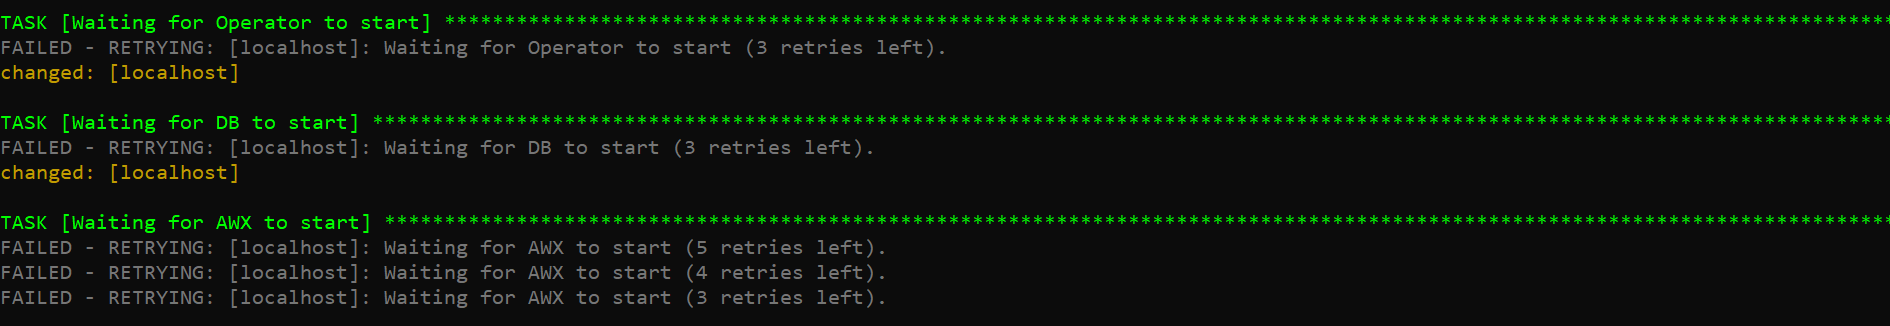 TASK [Waiting for Operator to start] *************************************************************************************************************************
FAILED - RETRYING: [localhost]: Waiting for Operator to start (3 retries left).
changed: [localhost]
TASK [Waiting for DB to start] *******************************************************************************************************************************
FAILED - RETRYING: [localhost]: Waiting for DB to start (3 retries left).
changed: [localhost]
TASK [Waiting for AWX to start] ******************************************************************************************************************************
FAILED - RETRYING: [localhost]: Waiting for AWX to start (5 retries left).
FAILED - RETRYING: [localhost]: Waiting for AWX to start (4 retries left).
FAILED - RETRYING: [localhost]: Waiting for AWX to start (3 retries left).